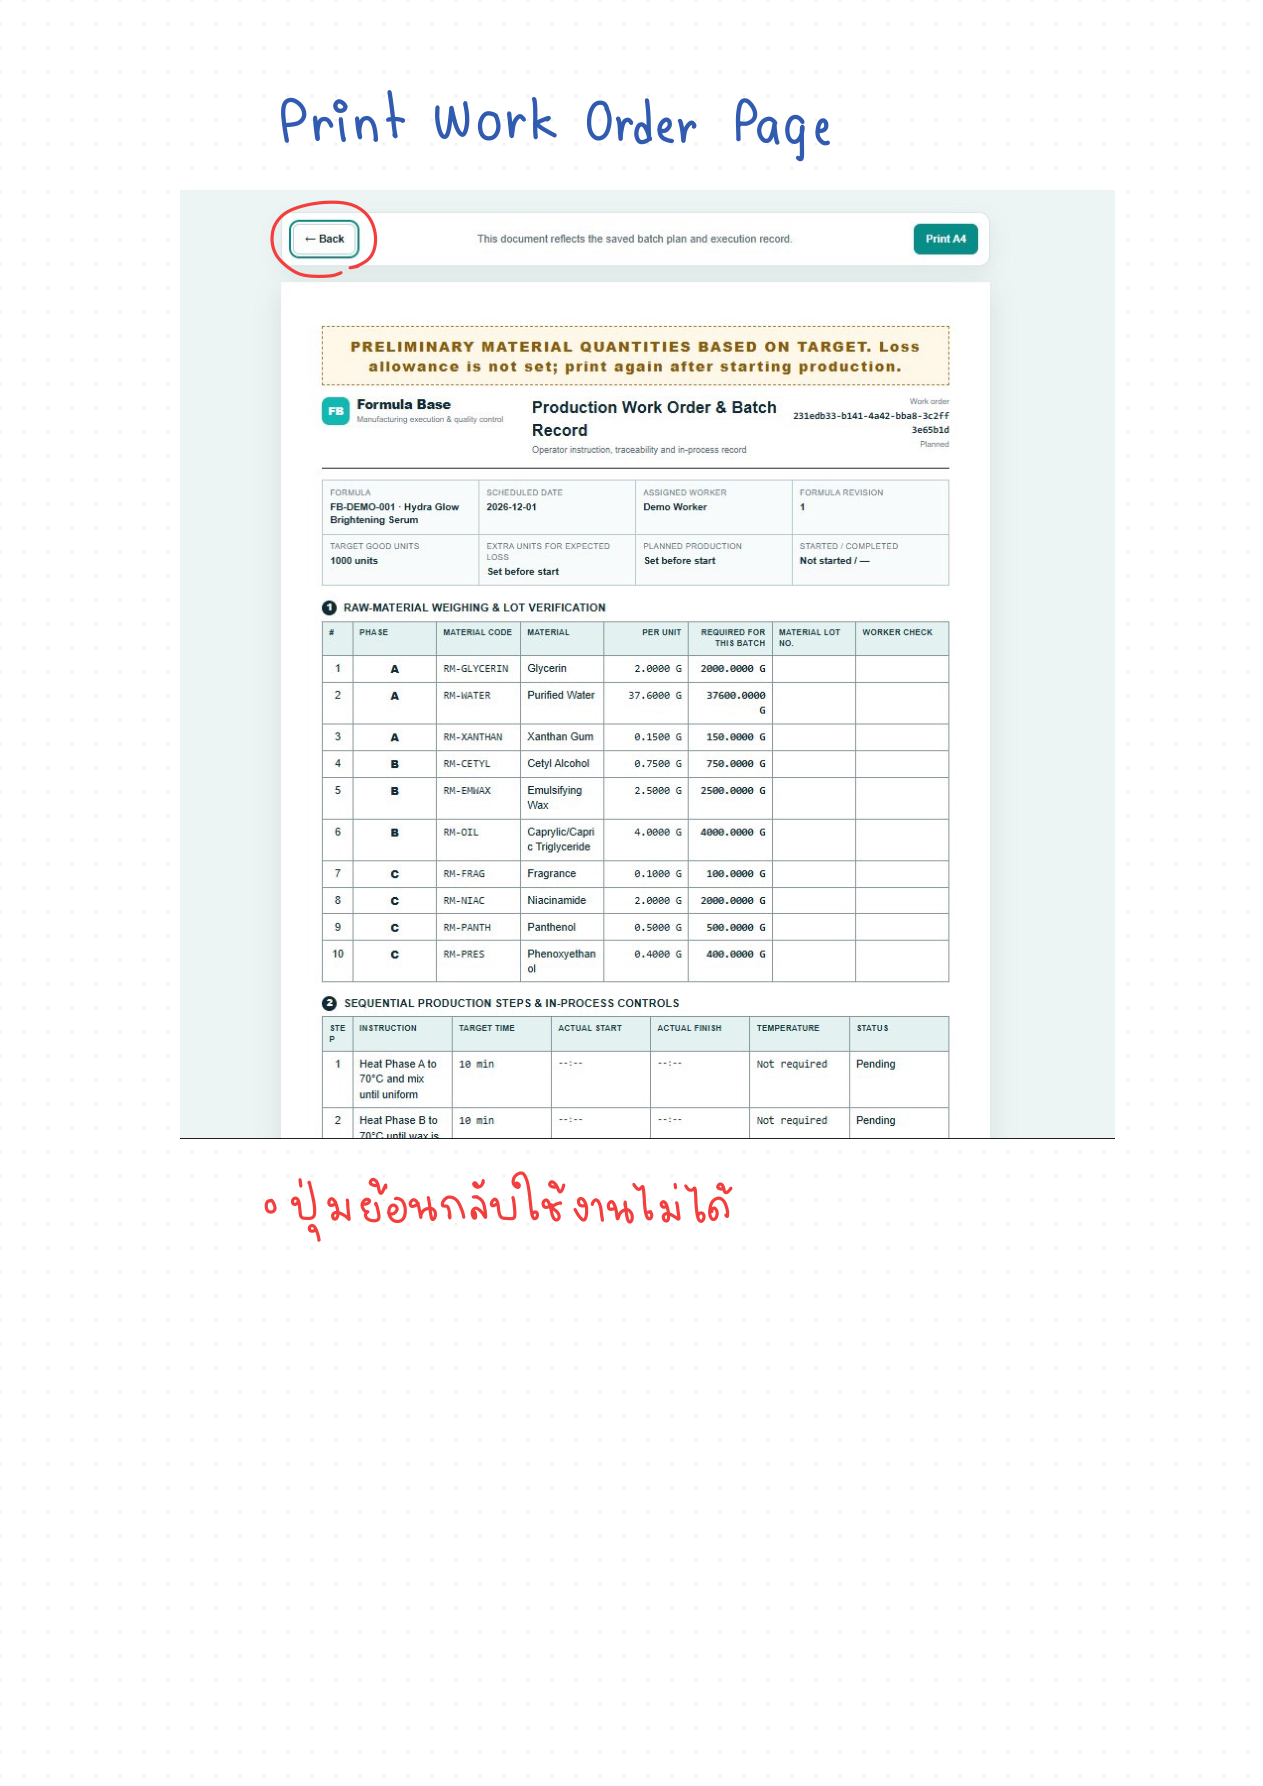 Print Work Order Page
← Back
This document reflects the saved batch plan and execution record.
Print A4
PRELIMINARY MATERIAL QUANTITIES BASED ON TARGET. Loss
allowance is not set; print again after starting production.
FB
Formula Base
Manufacturing execution & quality control
Production Work Order & Batch
Record
Operator instruction, traceability and in-process record
Work order
231edb33-b141-4a42-bba8-3c2ff
3e65b1d
Planned
FORMULA
FB-DEMO-001 · Hydra Glow
Brightening Serum
SCHEDULED DATE
2026-12-01
ASSIGNED WORKER
Demo Worker
FORMULA REVISION
1
TARGET GOOD UNITS
1000 units
EXTRA UNITS FOR EXPECTED
LOSS
Set before start
PLANNED PRODUCTION
Set before start
STARTED / COMPLETED
Not started / —
1 RAW-MATERIAL WEIGHING & LOT VERIFICATION
# PHASE MATERIAL CODE MATERIAL PER UNIT REQUIRED FOR MATERIAL LOT WORKER CHECK
THIS BATCH NO.
1 A RM-GLYCERIN Glycerin 2.0000 G 2000.0000 G
2 A RM-WATER Purified Water 37.6000 G 37600.0000
G
3 A RM-XANTHAN Xanthan Gum 0.1500 G 150.0000 G
4 B RM-CETYL Cetyl Alcohol 0.7500 G 750.0000 G
5 B RM-EMWAX Emulsifying 2.5000 G 2500.0000 G
Wax
6 B RM-OIL Caprylic/Capri 4.0000 G 4000.0000 G
c Triglyceride
7 C RM-FRAG Fragrance 0.1000 G 100.0000 G
8 C RM-NIAC Niacinamide 2.0000 G 2000.0000 G
9 C RM-PANTH Panthenol 0.5000 G 500.0000 G
10 C RM-PRES Phenoxyethan 0.4000 G 400.0000 G
ol
2 SEQUENTIAL PRODUCTION STEPS & IN-PROCESS CONTROLS
STE INSTRUCTION TARGET TIME ACTUAL START ACTUAL FINISH TEMPERATURE STATUS
P
1 Heat Phase A to 10 min --:-- --:-- Not required Pending
70°C and mix
until uniform
2 Heat Phase B to 10 min --:-- --:-- Not required Pending
70°C until wax is
ปุ่มย้อนกลับใช้งานไม่ได้